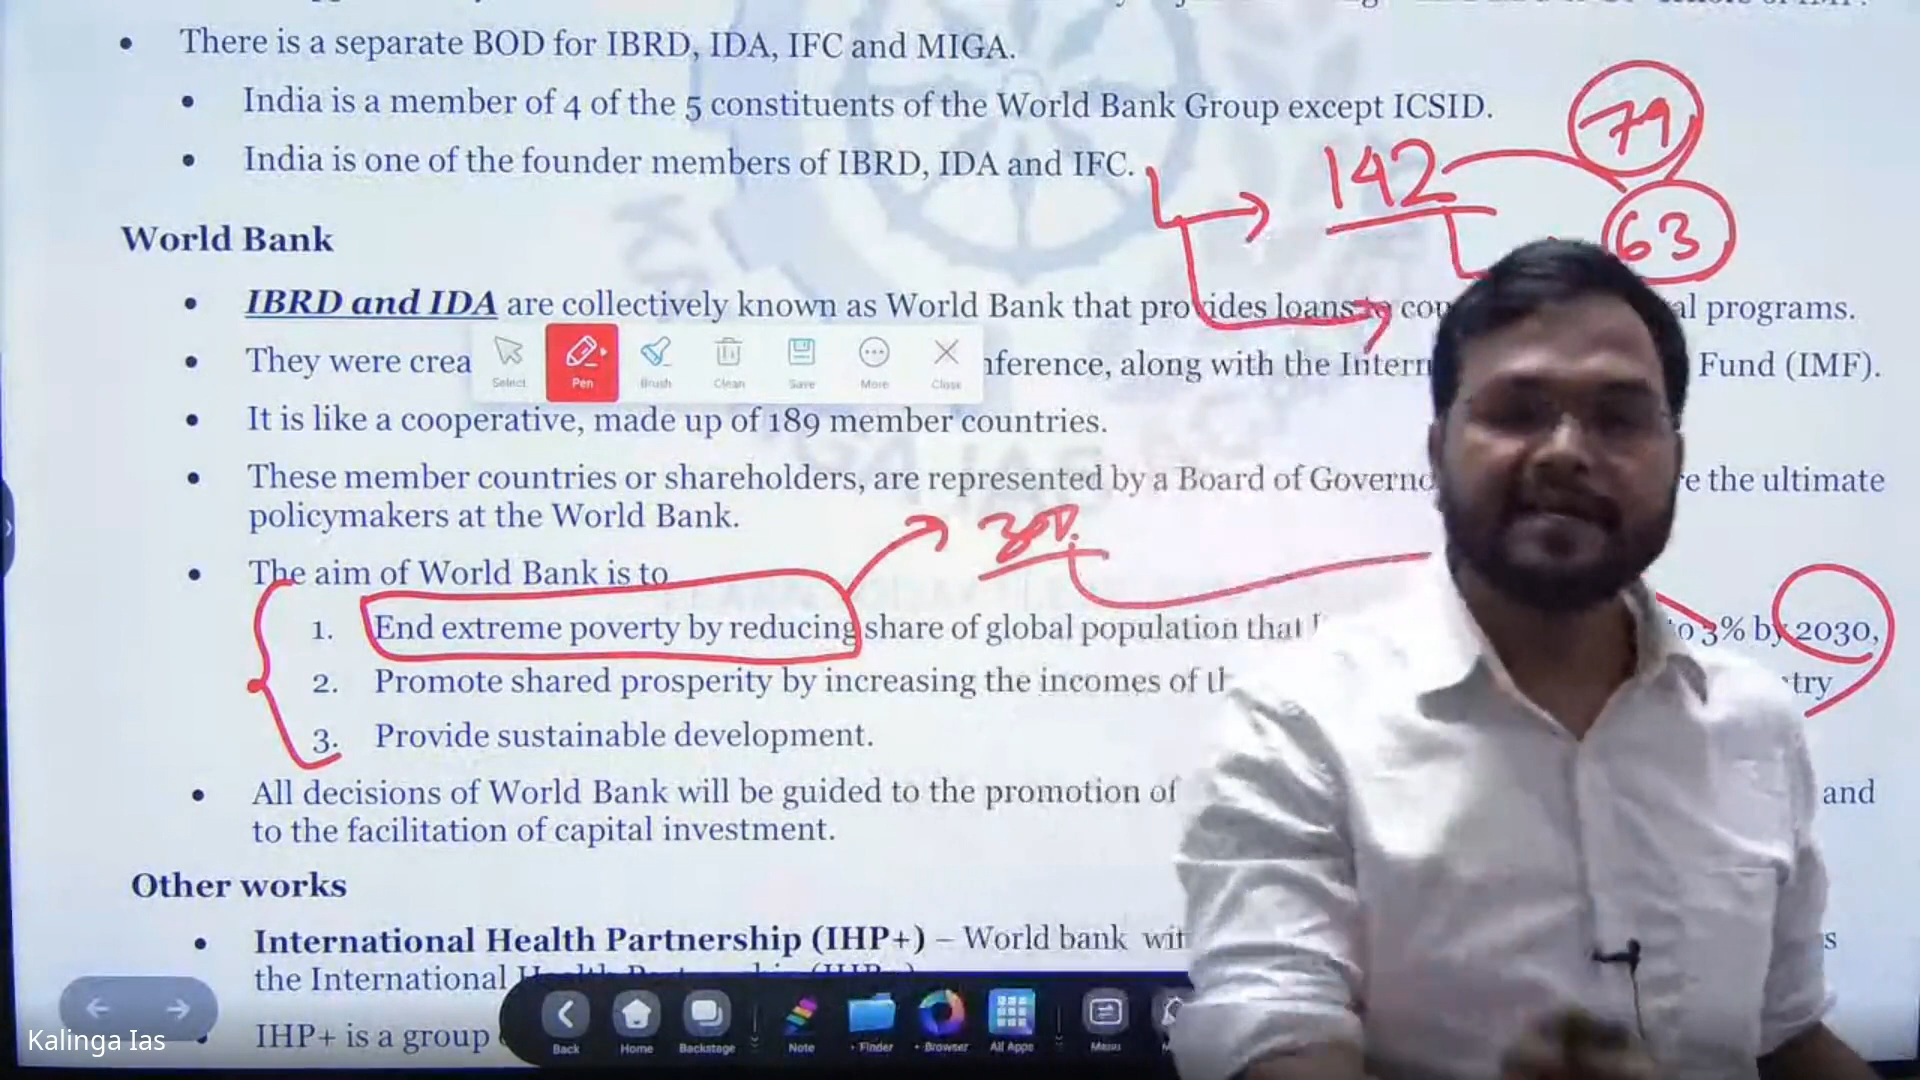 There is a separate BOD for IBRD, IDA, IFC and MIGA.
India is a member of 4 of the 5 constituents of the World Bank Group except ICSID.
79
India is one of the founder members of IBRD, IDA and IFC.
142
63
World Bank
IBRD and IDA are collectively known as World Bank that provides loans programs.
Select Pen Brush Clean Save More Close
They were along with the Fund (IMF).
It is like a cooperative, made up of 189 member countries.
These member countries or shareholders, are represented by a Board of the ultimate
policymakers at the World Bank.
The aim of World Bank is to
1. End extreme poverty by reducing share of global population that 3% by 2030,
2. Promote shared prosperity by increasing the incomes of
3. Provide sustainable development.
All decisions of World Bank will be guided to the promotion of and
to the facilitation of capital investment.
Other works
International Health Partnership (IHP+) – World bank
the International
IHP+ is a group
Kalinga Ias
Back Home Backstage Note Finder Browser All Apps Menus